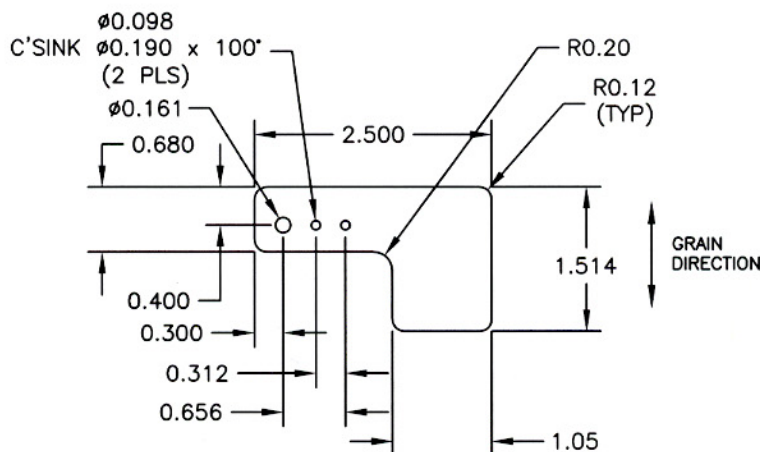 ø0.098
C'SINK ø0.190 x 100°
(2 PLS)
ø0.161
0.680
2.500
R0.20
R0.12
(TYP)
1.514
GRAIN
DIRECTION
0.400
0.300
0.312
0.656
1.05